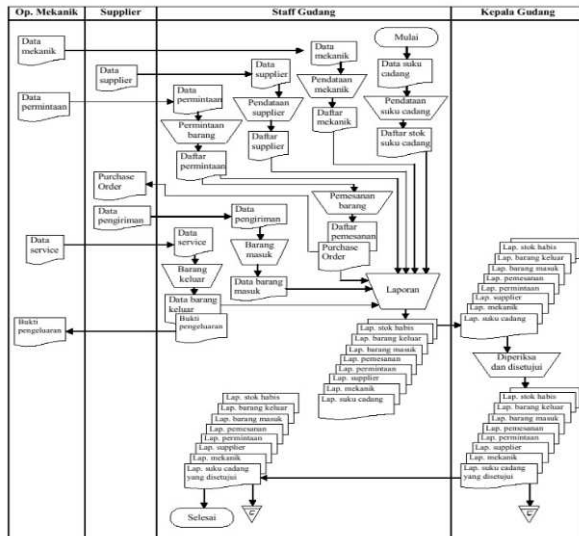 Op. Mekanik
Supplier
Staff Gudang
Kepala Gudang
Data
mekanik
Data
mekanik
Mulai
Data
supplier
Data
supplier
Pendataan
mekanik
Data suku
cadang
Data
permintaan
Data
permintaan
Pendataan
supplier
Daftar
mekanik
Pendataan
suku cadang
Permintaan
barang
Daftar
supplier
Daftar stok
suku cadang
Daftar
permintaan
Purchase
Order
Pemesanan
barang
Data
pengiriman
Data
pengiriman
Daftar
pemesanan
Purchase
Order
Data
service
Data
service
Barang
masuk
Barang
keluar
Data barang
masuk
Laporan
Data barang
keluar
Bukti
pengeluaran
Bukti
pengeluaran
Lap. stok habis
Lap. barang keluar
Lap. barang masuk
Lap. pemesanan
Lap. permintaan
Lap. supplier
Lap. mekanik
Lap. suku cadang
Lap. stok habis
Lap. barang keluar
Lap. barang masuk
Lap. pemesanan
Lap. permintaan
Lap. supplier
Lap. mekanik
Lap. suku cadang
Diperiksa
dan disetujui
Lap. stok habis
Lap. barang keluar
Lap. barang masuk
Lap. pemesanan
Lap. permintaan
Lap. supplier
Lap. mekanik
Lap. suku cadang
yang disetujui
Lap. stok habis
Lap. barang keluar
Lap. barang masuk
Lap. pemesanan
Lap. permintaan
Lap. supplier
Lap. mekanik
Lap. suku cadang
yang disetujui
Selesai